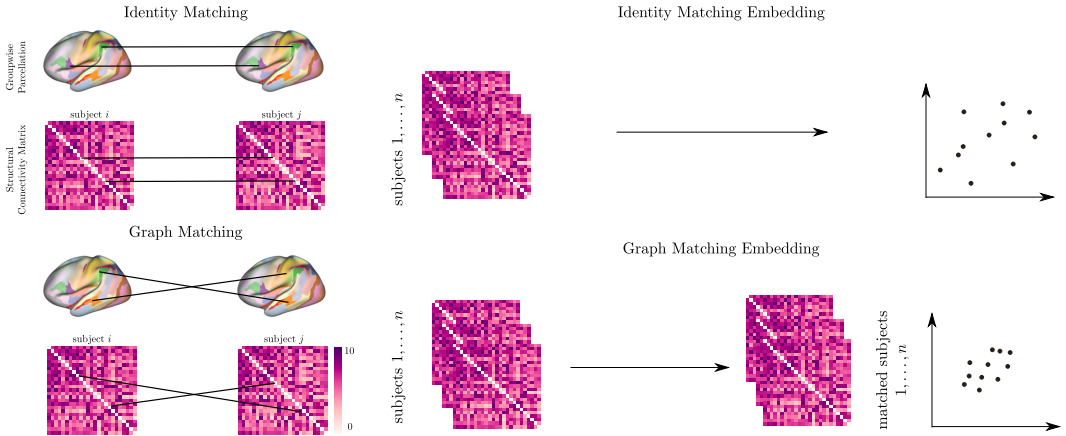 Identity Matching
Groupwise
Parcellation
subject i
subject j
Structural
Connectivity Matrix
Graph Matching
subject i
subject j
10
0
Identity Matching Embedding
subjects 1, . . . , n
Graph Matching Embedding
subjects 1, . . . , n
matched subjects
1, . . . , n